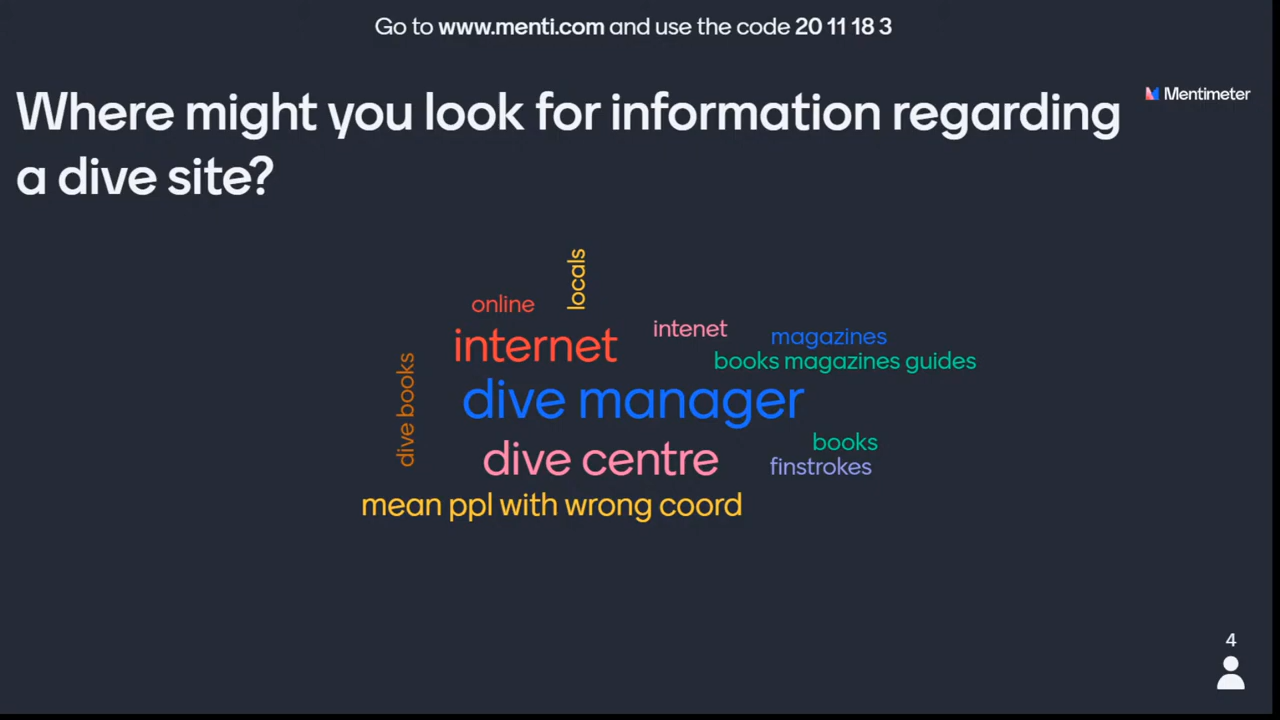 Go to www.menti.com and use the code 20 11 18 3
Where might you look for information regarding
a dive site?
Mentimeter
locals
online
internet
intenet
magazines
books magazines guides
dive books
dive manager
books
dive centre
finstrokes
mean ppl with wrong coord
4